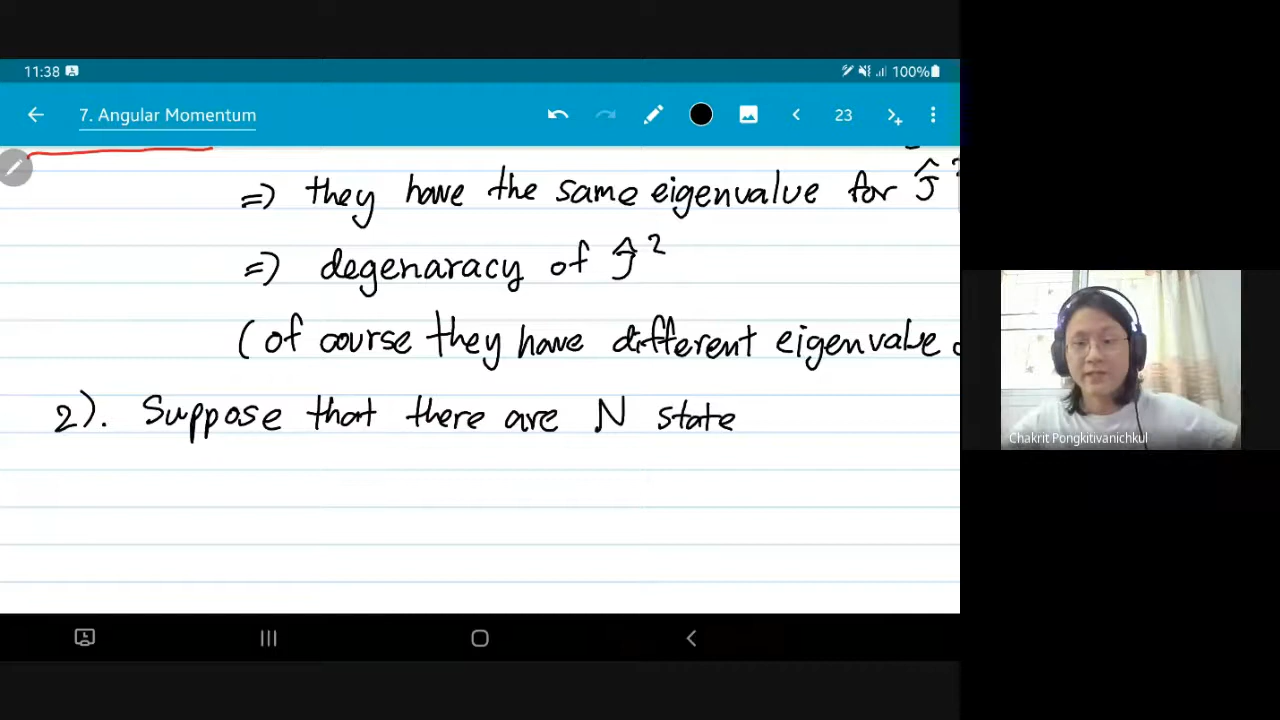 11:38
100%
7. Angular Momentum
23
=> they have the same eigenvalue for Ĵ²
=> degenaracy of Ĵ²
(of course they have different eigenvalue
2). Suppose that there are N state
Chakrit Pongkitivanichkul